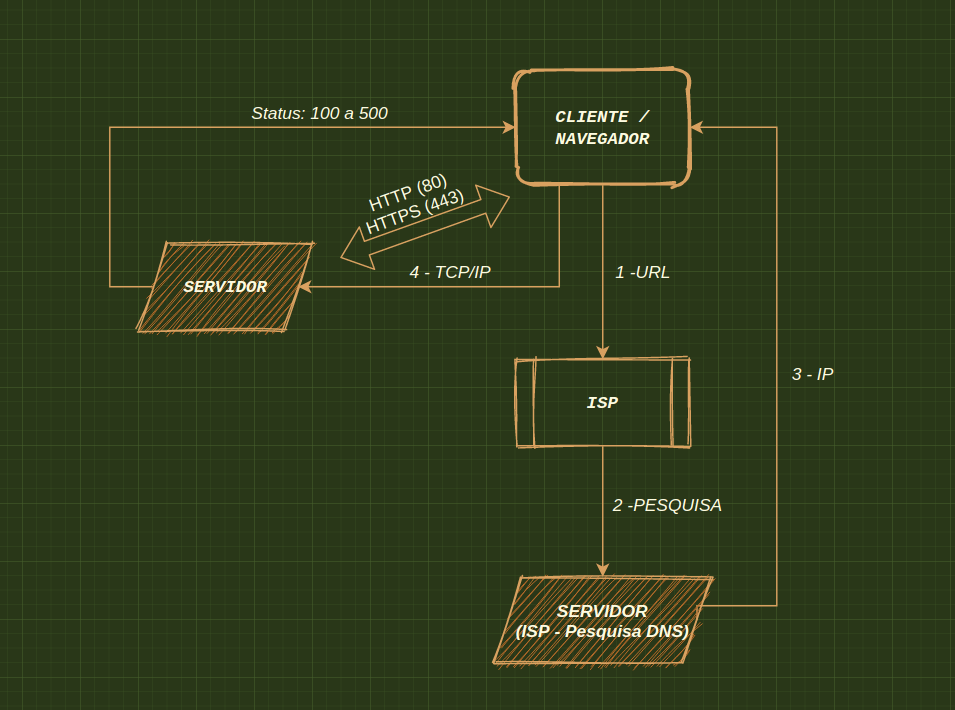 Status: 100 a 500
CLIENTE /
NAVEGADOR
HTTP (80)
HTTPS (443)
4 - TCP/IP
1 -URL
SERVIDOR
3 - IP
ISP
2 -PESQUISA
SERVIDOR
(ISP - Pesquisa DNS)